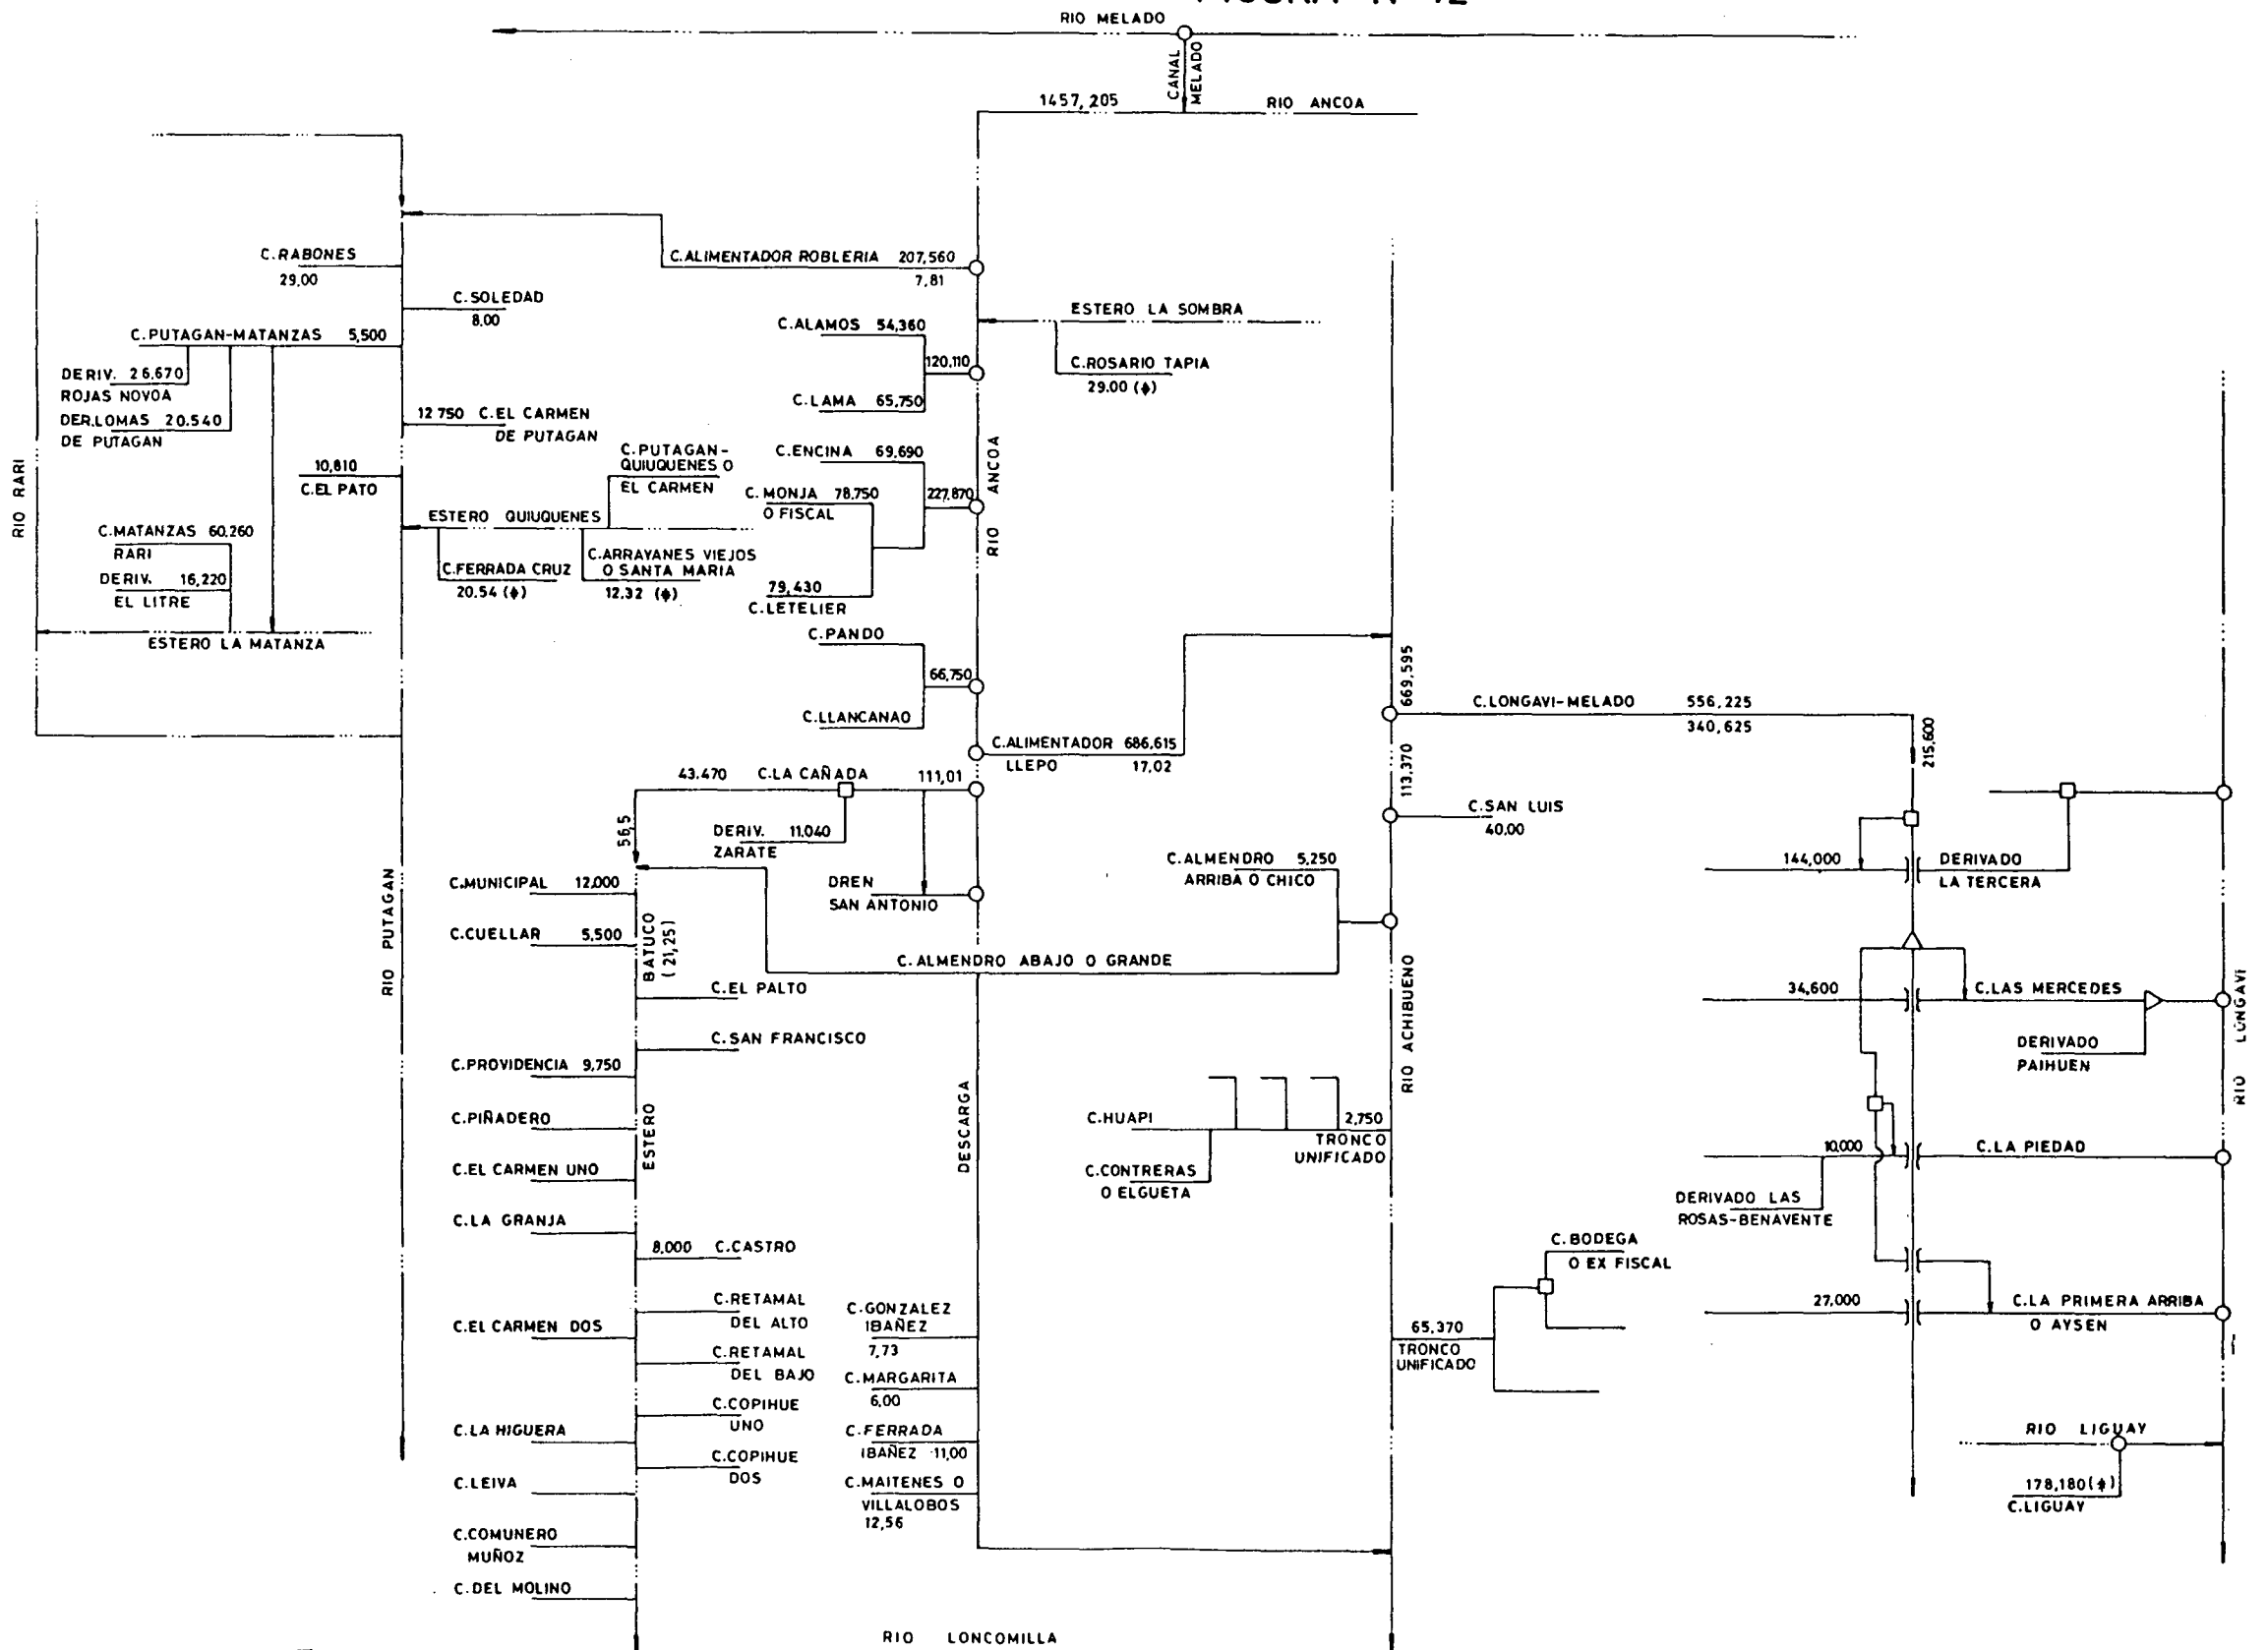 RIO MELADO
CANAL
MELADO
1457,205
RIO ANCOA
C.RABONES
29,00
C.SOLEDAD
8,00
C.PUTAGAN-MATANZAS 5,500
DERIV. 26,670
ROJAS NOVOA
DER.LOMAS 20.540
DE PUTAGAN
12 750 C.EL CARMEN
DE PUTAGAN
10,810
C.EL PATO
RIO RARI
C.MATANZAS 60,260
RARI
DERIV. 16,220
EL LITRE
ESTERO LA MATANZA
ESTERO QUIUQUENES
C.PUTAGAN-
QUIUQUENES O
EL CARMEN
C.FERRADA CRUZ
20.54 (ϕ)
C.ARRAYANES VIEJOS
O SANTA MARIA
12,32 (ϕ)
RIO PUTAGAN
C.ALIMENTADOR ROBLERIA 207,560
7,81
ESTERO LA SOMBRA
C.ROSARIO TAPIA
29.00 (ϕ)
C.ALAMOS 54,360
120,110
C.LAMA 65,750
C.ENCINA 69,690
C. MONJA 78,750
O FISCAL
227,870
79,430
C.LETELIER
RIO ANCOA
C.PANDO
66,750
C.LLANCANAO
C.ALIMENTADOR 686,615
LLEPO 17,02
43.470 C.LA CAÑADA 111,01
56,5
DERIV. 11,040
ZARATE
DREN
SAN ANTONIO
C.ALMENDRO 5,250
ARRIBA O CHICO
C.ALMENDRO ABAJO O GRANDE
C.MUNICIPAL 12,000
C.CUELLAR 5,500
BATUCO
(21,25)
C.EL PALTO
C.SAN FRANCISCO
C.PROVIDENCIA 9,750
C.PIÑADERO
ESTERO
C.EL CARMEN UNO
C.LA GRANJA
8,000 C.CASTRO
C.RETAMAL
DEL ALTO
C.EL CARMEN DOS
C.RETAMAL
DEL BAJO
C.COPIHUE
UNO
C.LA HIGUERA
C.COPIHUE
DOS
C.LEIVA
C.COMUNERO
MUÑOZ
C.DEL MOLINO
DESCARGA
C.GONZALEZ
IBAÑEZ
7,73
C.MARGARITA
6,00
C.FERRADA
IBAÑEZ 11,00
C.MAITENES O
VILLALOBOS
12,56
RIO LONCOMILLA
669,595
113,370
C.LONGAVI-MELADO 556,225
340,625
215,600
C.SAN LUIS
40,00
RIO ACHIBUENO
C.HUAPI
2,750
TRONCO
UNIFICADO
C.CONTRERAS
O ELGUETA
65,370
TRONCO
UNIFICADO
C.BODEGA
O EX FISCAL
144,000
DERIVADO
LA TERCERA
34,600
C.LAS MERCEDES
DERIVADO
PAIHUEN
10,000
C.LA PIEDAD
DERIVADO LAS
ROSAS-BENAVENTE
27,000
C.LA PRIMERA ARRIBA
O AYSEN
RIO LONGAVI
RIO LIGUAY
178,180(ϕ)
C.LIGUAY